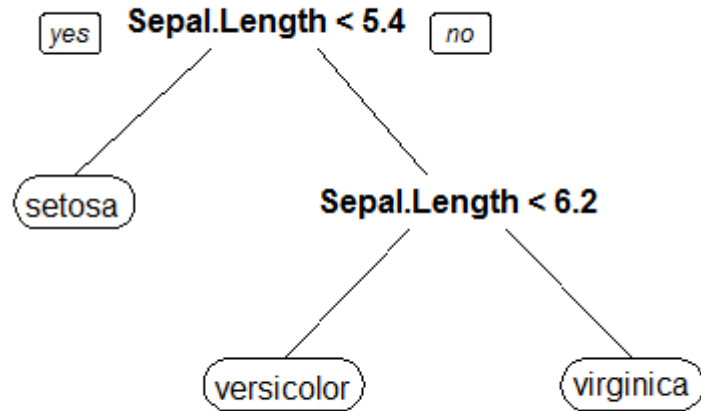 yes
Sepal.Length < 5.4
no
setosa
Sepal.Length < 6.2
versicolor
virginica